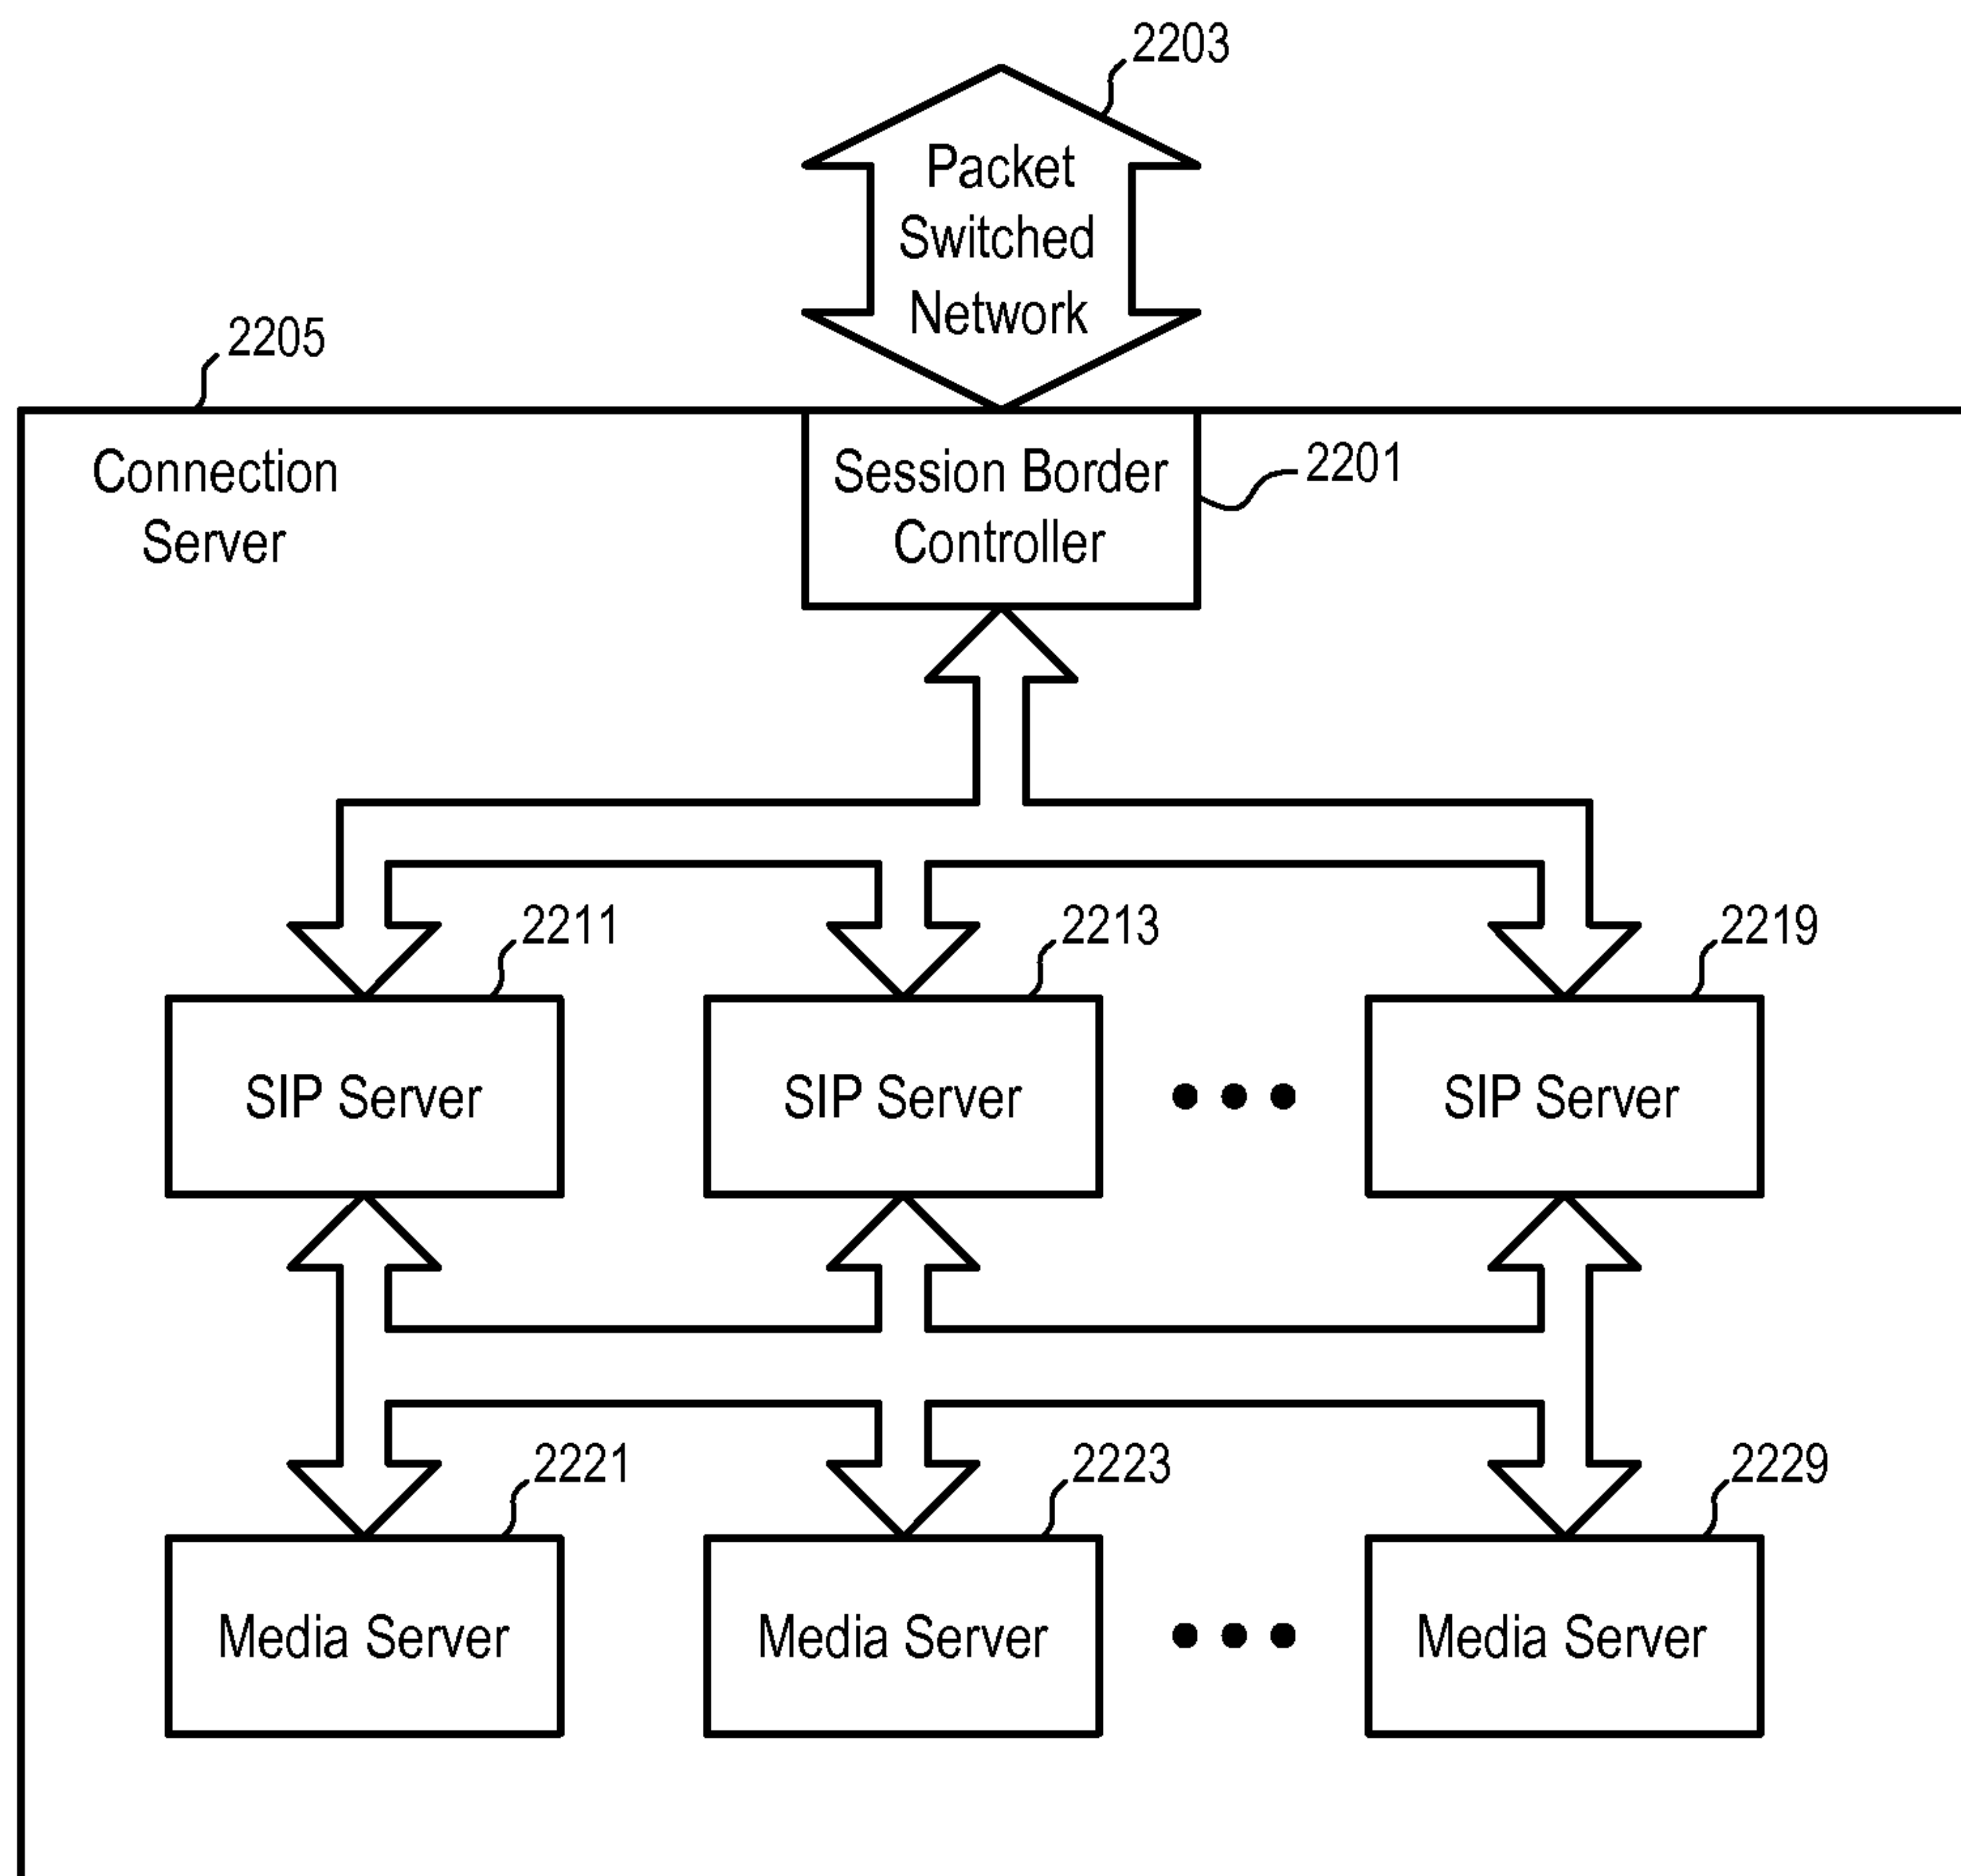 2203
Packet
Switched
Network
2205
Connection
Server
Session Border
Controller
2201
2211
2213
2219
SIP Server
SIP Server
SIP Server
2221
2223
2229
Media Server
Media Server
Media Server